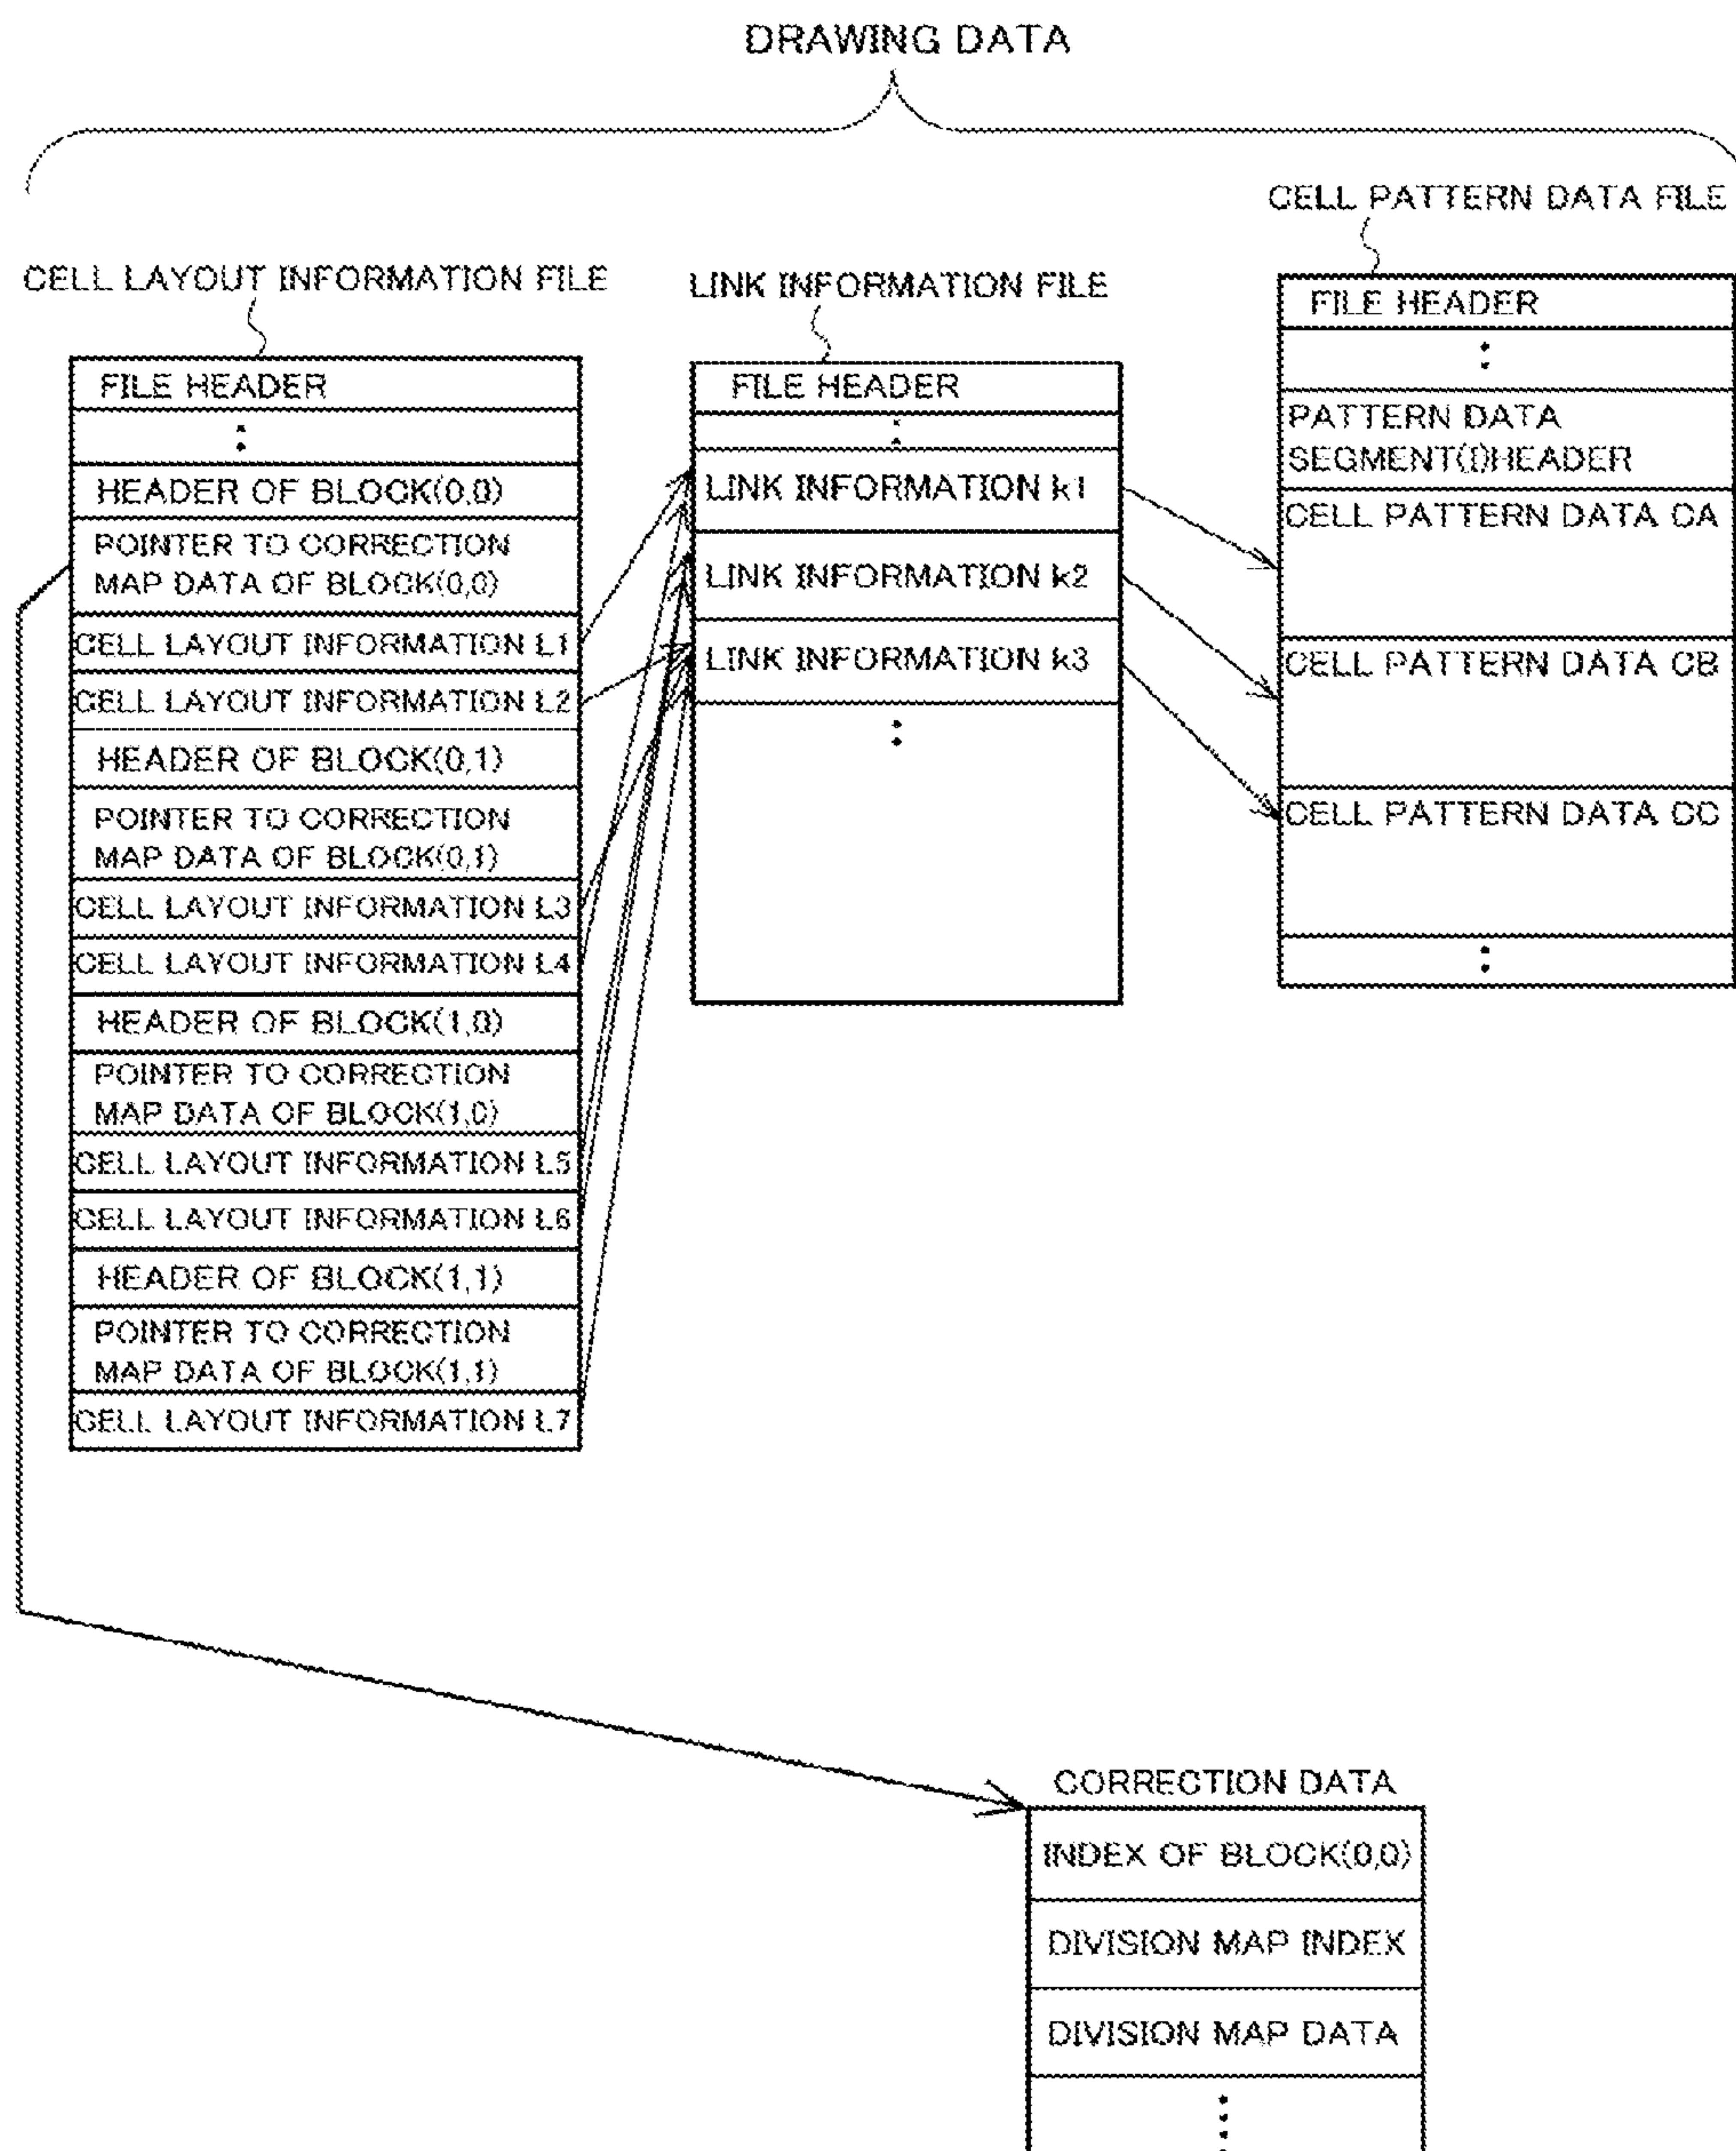 DRAWING DATA
CELL LAYOUT INFORMATION FILE
FILE HEADER
HEADER OF BLOCK(0,0)
POINTER TO CORRECTION
MAP DATA OF BLOCK(0,0)
CELL LAYOUT INFORMATION L1
CELL LAYOUT INFORMATION L2
HEADER OF BLOCK(0,1)
POINTER TO CORRECTION
MAP DATA OF BLOCK(0,1)
CELL LAYOUT INFORMATION L3
CELL LAYOUT INFORMATION L4
HEADER OF BLOCK(1,0)
POINTER TO CORRECTION
MAP DATA OF BLOCK(1,0)
CELL LAYOUT INFORMATION L5
CELL LAYOUT INFORMATION L6
HEADER OF BLOCK(1,1)
POINTER TO CORRECTION
MAP DATA OF BLOCK(1,1)
CELL LAYOUT INFORMATION L7
LINK INFORMATION FILE
FILE HEADER
LINK INFORMATION k1
LINK INFORMATION k2
LINK INFORMATION k3
CELL PATTERN DATA FILE
FILE HEADER
PATTERN DATA
SEGMENT(I)HEADER
CELL PATTERN DATA CA
CELL PATTERN DATA CB
CELL PATTERN DATA CC
CORRECTION DATA
INDEX OF BLOCK(0,0)
DIVISION MAP INDEX
DIVISION MAP DATA